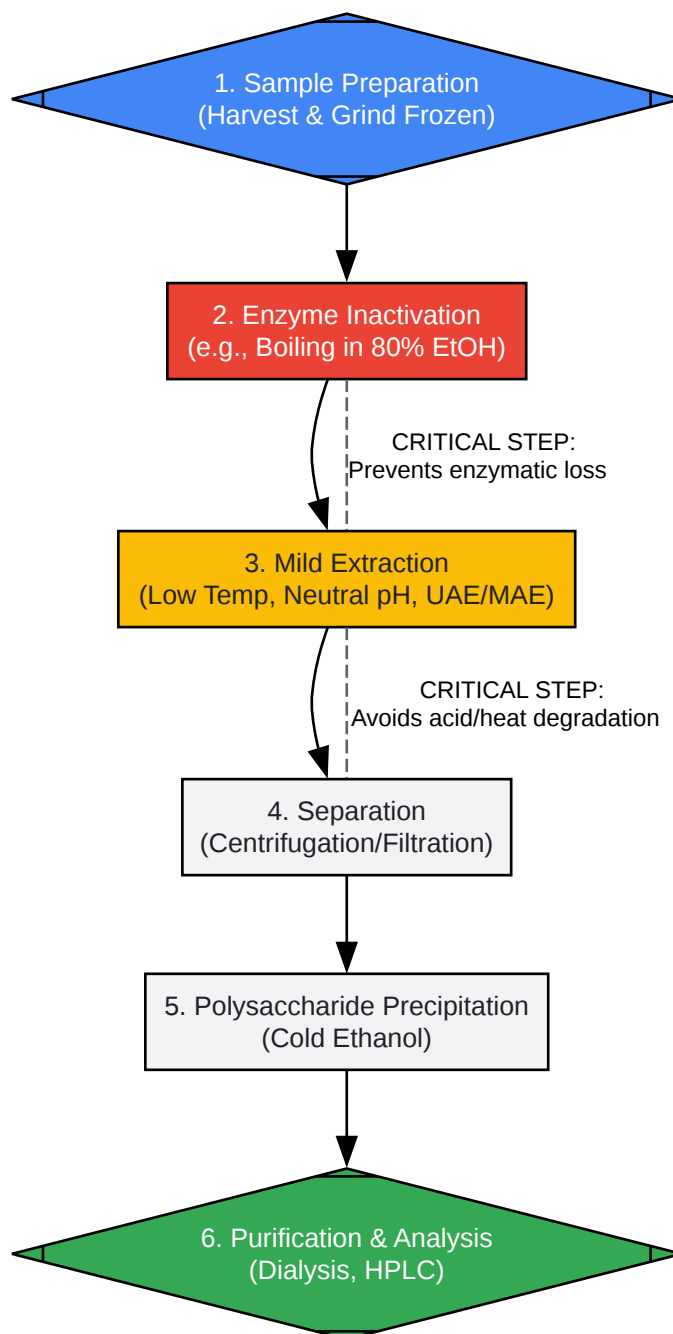 1. Sample Preparation
(Harvest & Grind Frozen)
2. Enzyme Inactivation
(e.g., Boiling in 80% EtOH)
CRITICAL STEP:
Prevents enzymatic loss
3. Mild Extraction
(Low Temp, Neutral pH, UAE/MAE)
CRITICAL STEP:
Avoids acid/heat degradation
4. Separation
(Centrifugation/Filtration)
5. Polysaccharide Precipitation
(Cold Ethanol)
6. Purification & Analysis
(Dialysis, HPLC)